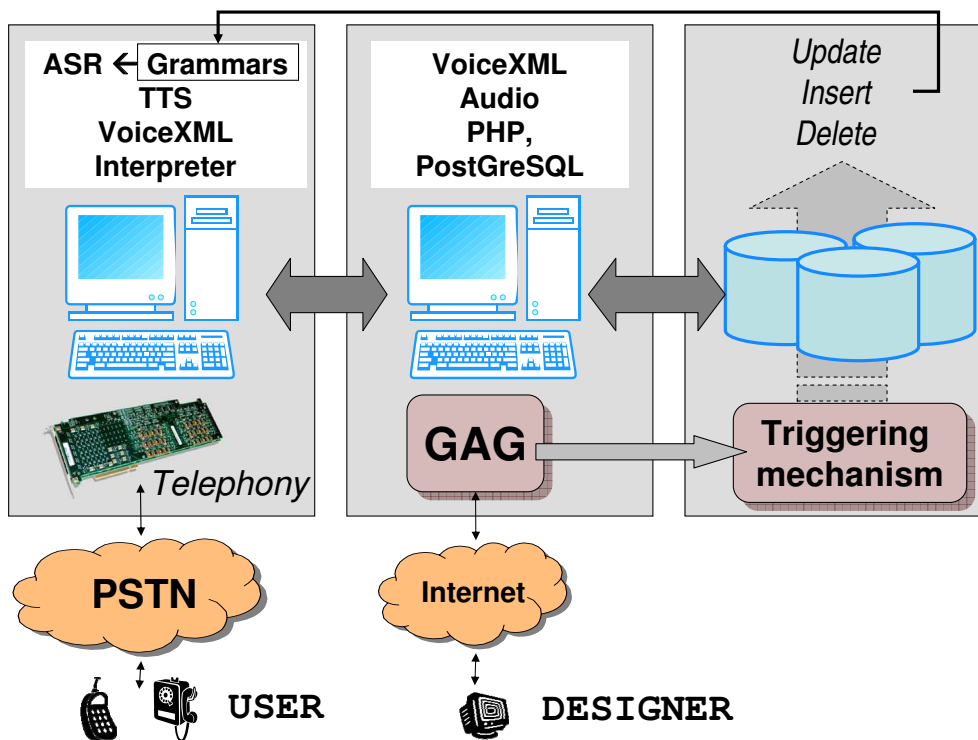 ASR ← Grammars
TTS
VoiceXML
Interpreter
Telephony
PSTN
USER
VoiceXML
Audio
PHP,
PostGreSQL
GAG
Internet
DESIGNER
Update
Insert
Delete
Triggering
mechanism